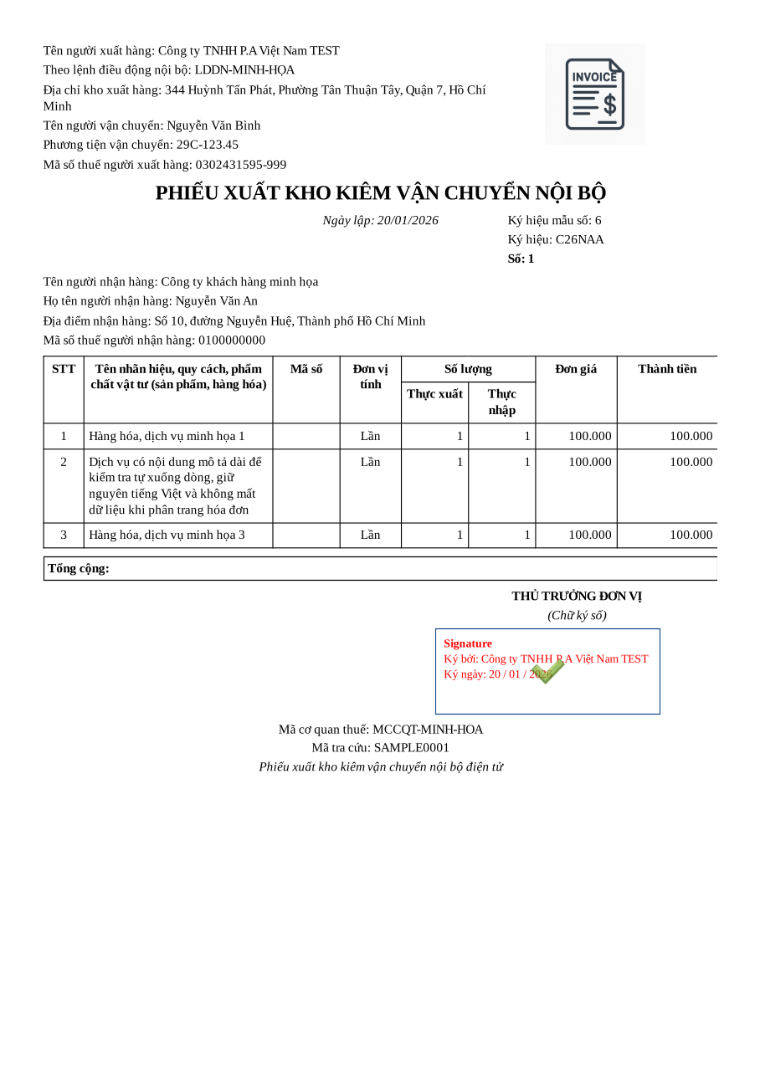 Tên người xuất hàng: Công ty TNHH P.A Việt Nam TEST
Theo lệnh điều động nội bộ: LDDN-MINH-HỌA
Địa chỉ kho xuất hàng: 344 Huỳnh Tấn Phát, Phường Tân Thuận Tây, Quận 7, Hồ Chí
Minh
Tên người vận chuyển: Nguyễn Văn Bình
Phương tiện vận chuyển: 29C-123.45
Mã số thuế người xuất hàng: 0302431595-999
INVOICE
$
PHIẾU XUẤT KHO KIÊM VẬN CHUYỂN NỘI BỘ
Ngày lập: 20/01/2026
Ký hiệu mẫu số: 6
Ký hiệu: C26NAA
Số: 1
Tên người nhận hàng: Công ty khách hàng minh họa
Họ tên người nhận hàng: Nguyễn Văn An
Địa điểm nhận hàng: Số 10, đường Nguyễn Huệ, Thành phố Hồ Chí Minh
Mã số thuế người nhận hàng: 0100000000
STT Tên nhãn hiệu, quy cách, phẩm Mã số Đơn vị Số lượng Đơn giá Thành tiền
chất vật tư (sản phẩm, hàng hóa) tính
Thực xuất Thực
nhập
1 Hàng hóa, dịch vụ minh họa 1 Lần 1 1 100.000 100.000
2 Dịch vụ có nội dung mô tả dài để Lần 1 1 100.000 100.000
kiểm tra tự xuống dòng, giữ
nguyên tiếng Việt và không mất
dữ liệu khi phân trang hóa đơn
3 Hàng hóa, dịch vụ minh họa 3 Lần 1 1 100.000 100.000
Tổng cộng:
THỦ TRƯỞNG ĐƠN VỊ
(Chữ ký số)
Signature
Ký bởi: Công ty TNHH P.A Việt Nam TEST
Ký ngày: 20 / 01 / 2026
Mã cơ quan thuế: MCCQT-MINH-HOA
Mã tra cứu: SAMPLE0001
Phiếu xuất kho kiêm vận chuyển nội bộ điện tử